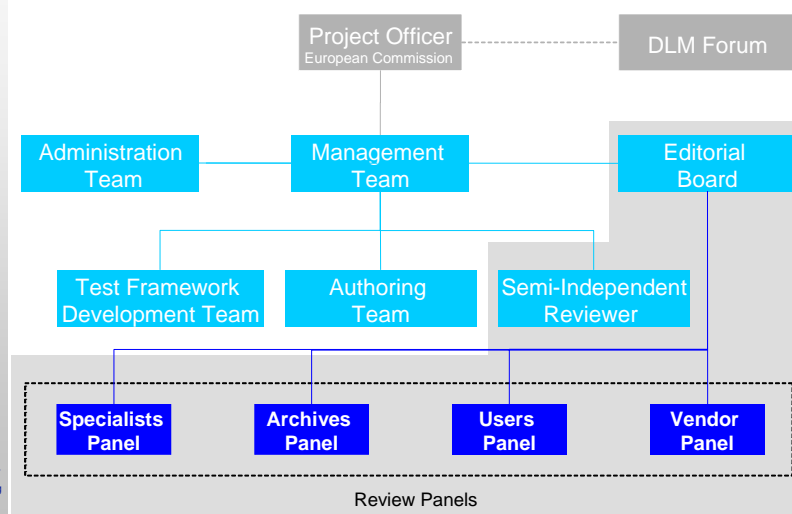 Project Officer
European Commission
DLM Forum
Administration
Team
Management
Team
Editorial
Board
Test Framework
Development Team
Authoring
Team
Semi-Independent
Reviewer
Specialists
Panel
Archives
Panel
Users
Panel
Vendor
Panel
Review Panels